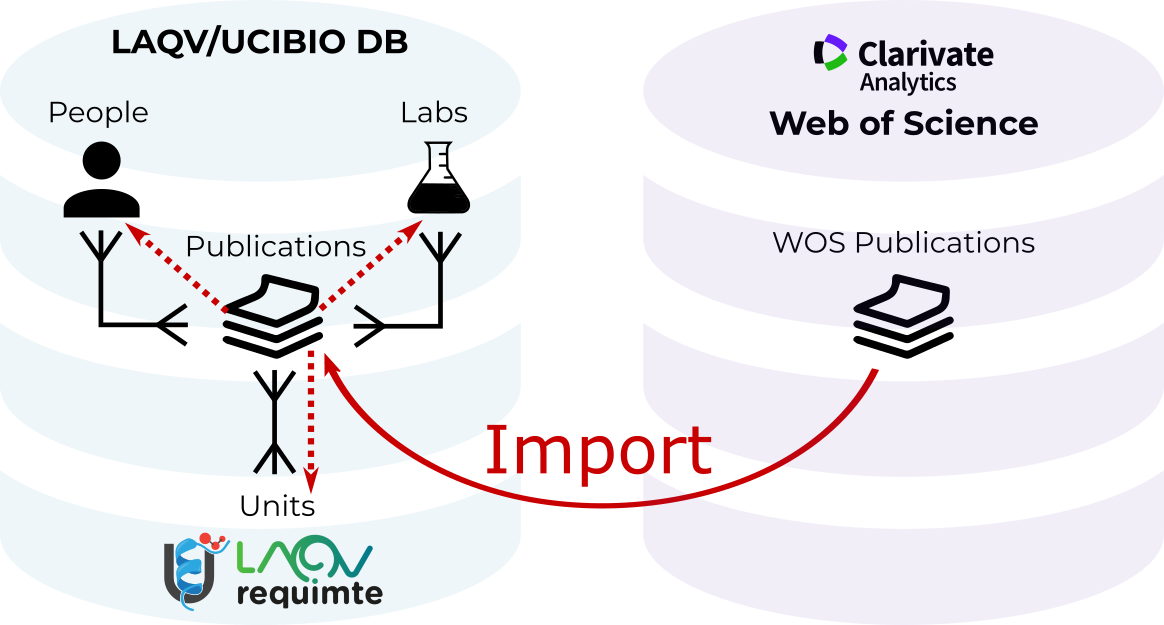 LAQV/UCIBIO DB
People
Labs
Publications
Units
LAQV
requimte
Clarivate
Analytics
Web of Science
WOS Publications
Import